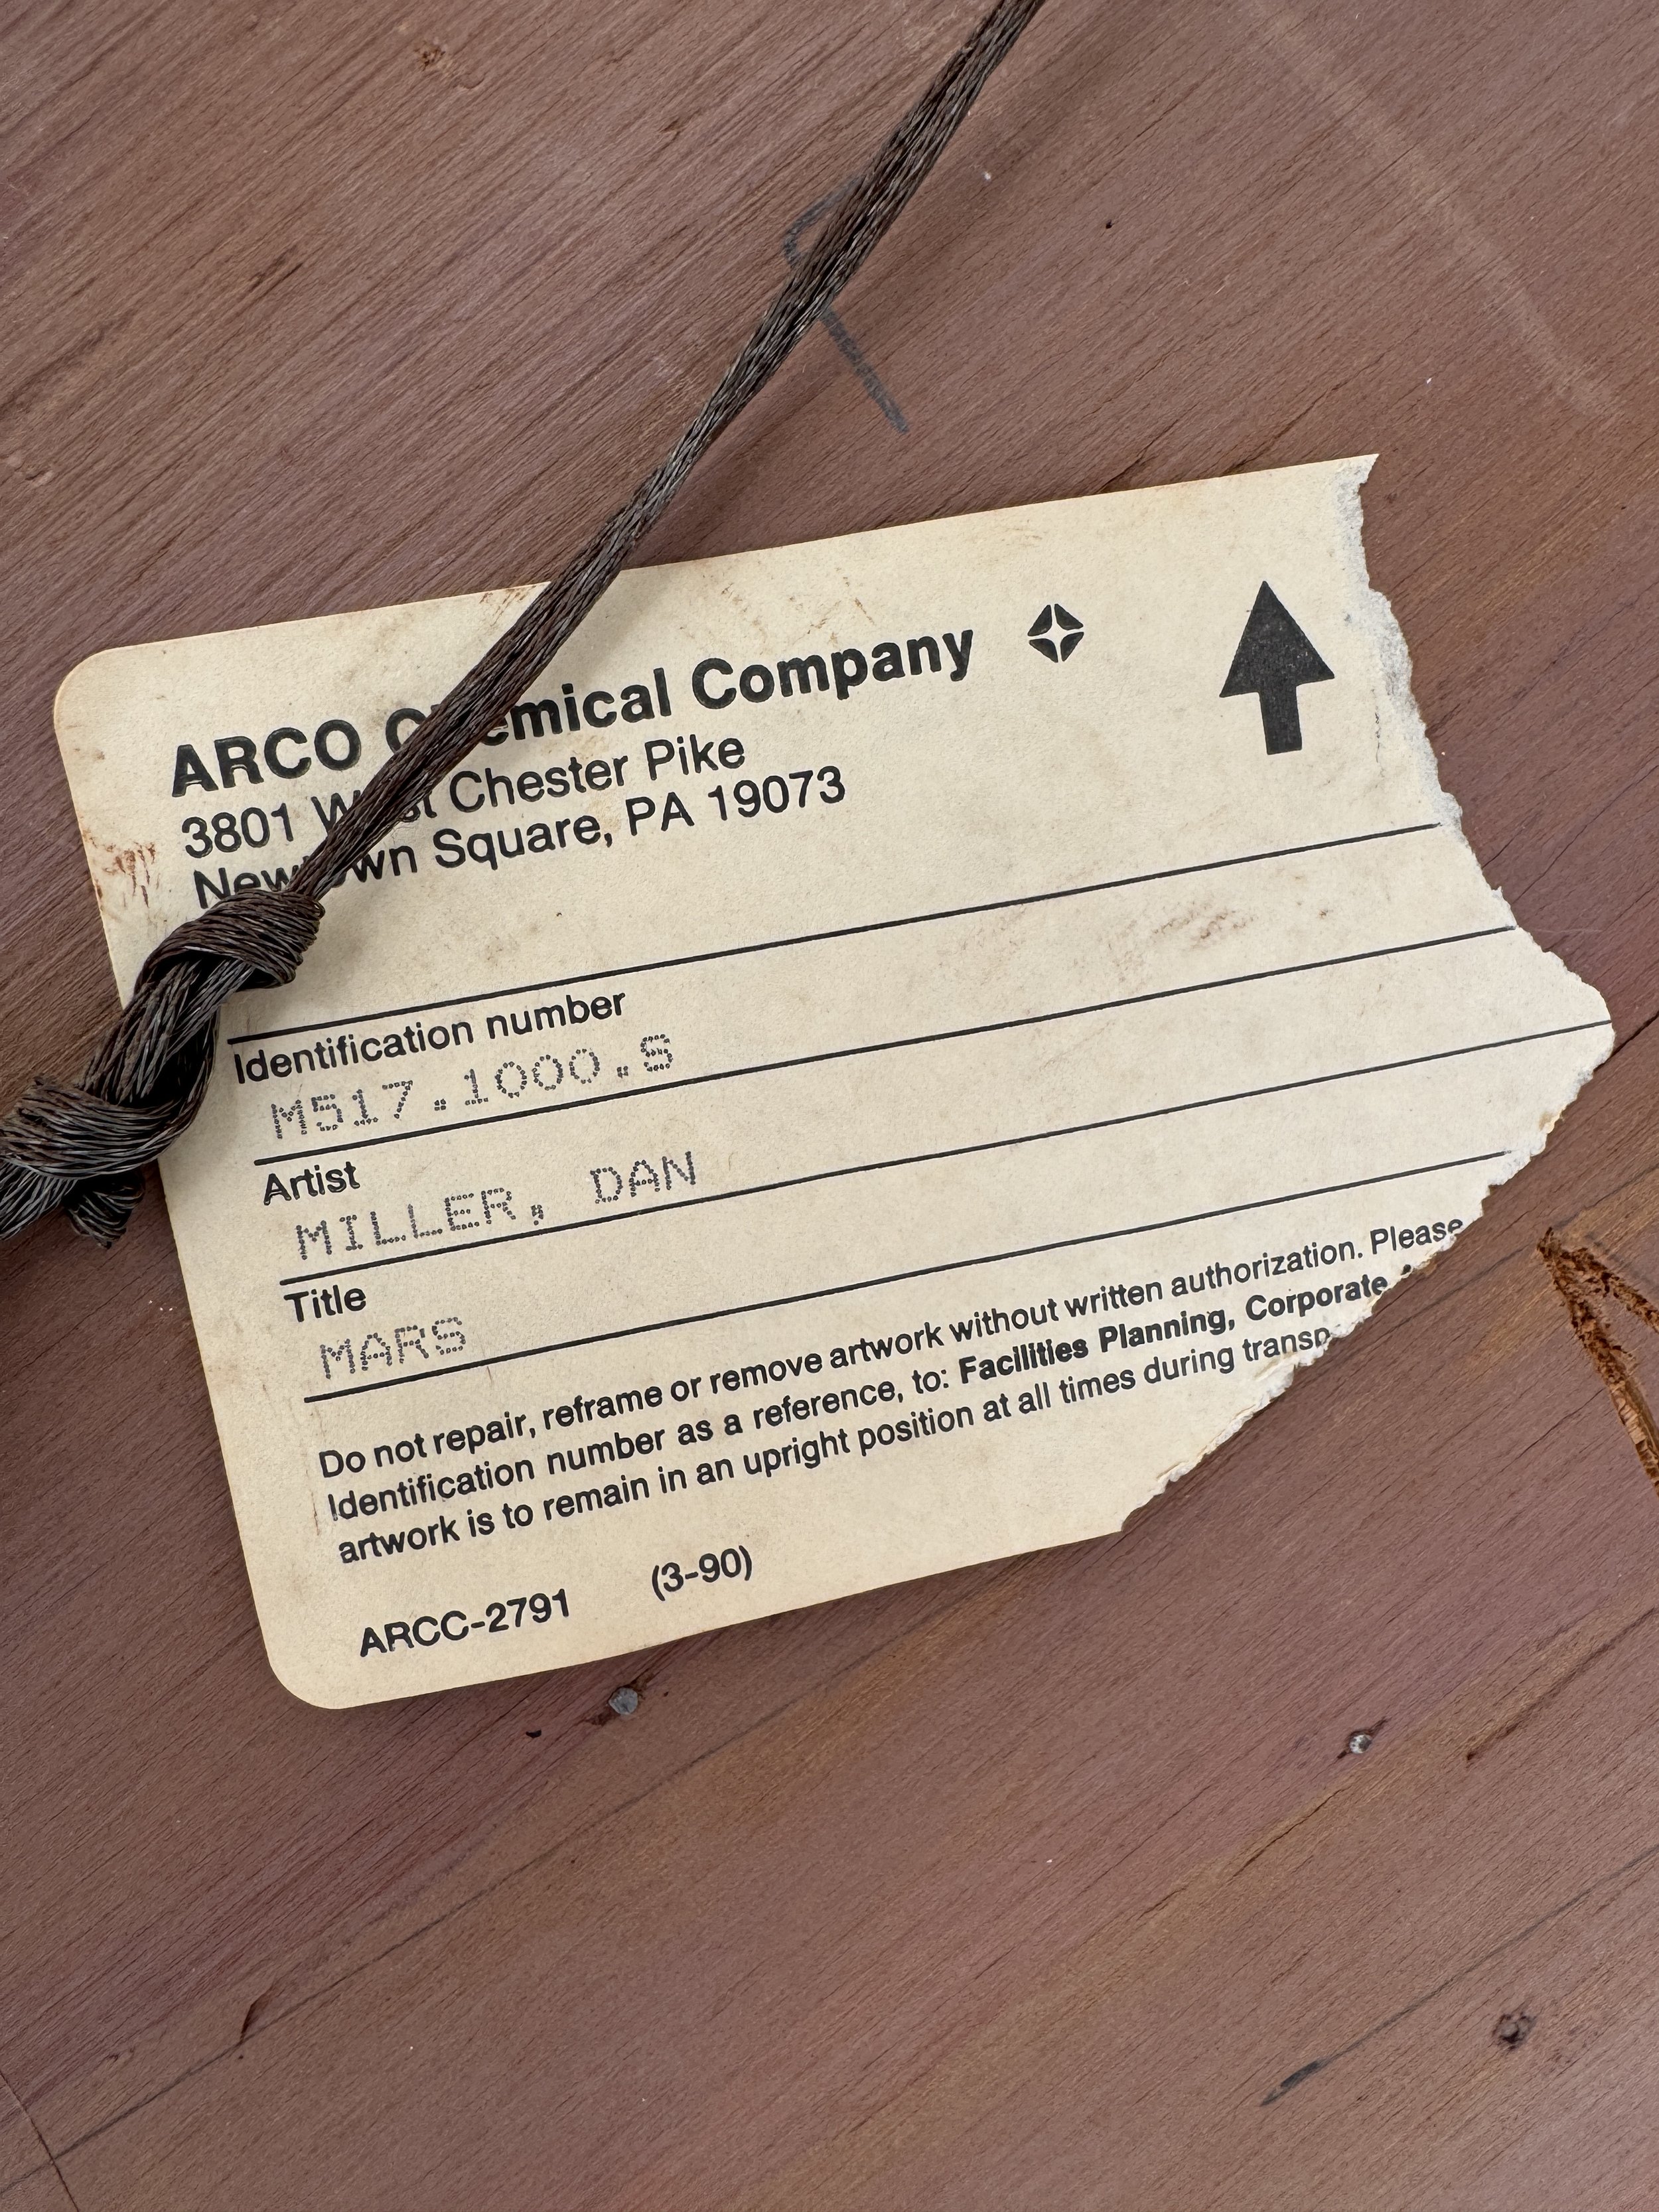 ARCO Chemical Company
3801 West Chester Pike
Newtown Square, PA 19073
Identification number
M517.1000.S
Artist
MILLER, DAN
Title
MARS
Do not repair, reframe or remove artwork without written authorization. Please
Identification number as a reference, to: Facilities Planning, Corporate
artwork is to remain in an upright position at all times during transp
ARCC-2791 (3-90)